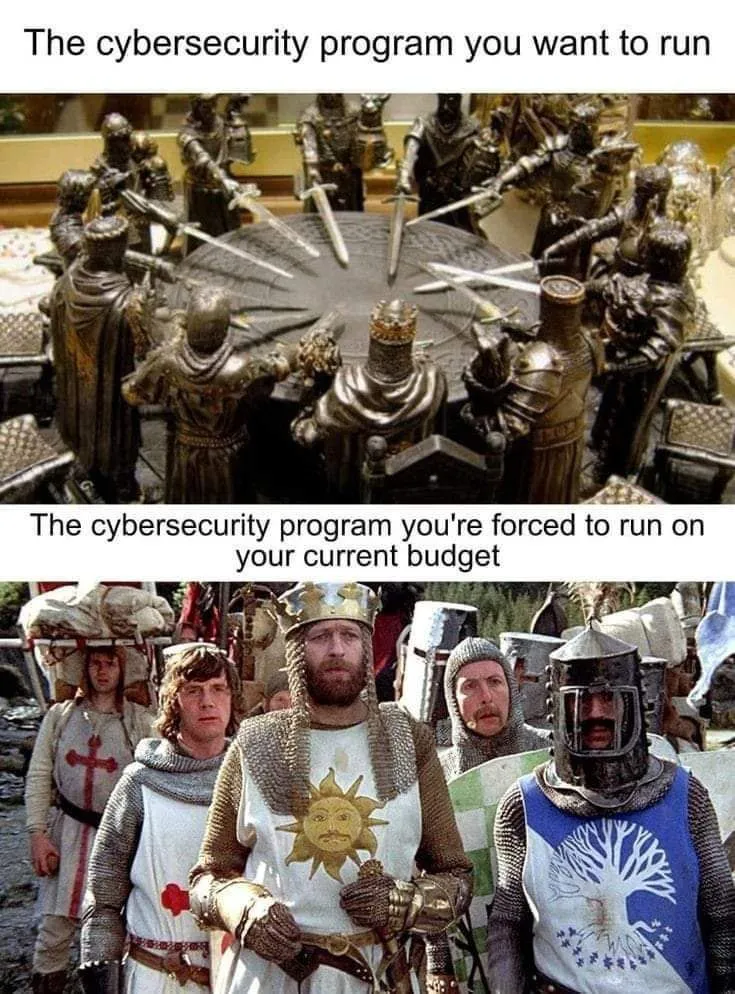 The cybersecurity program you want to run
The cybersecurity program you're forced to run on
your current budget